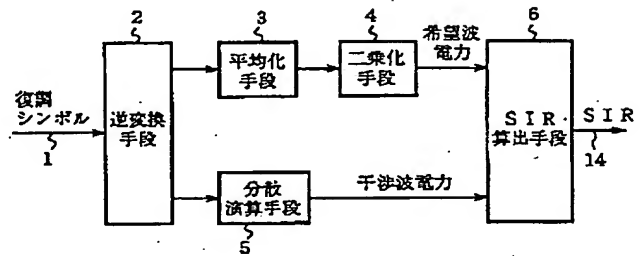 2
3
4
6
復調
シンボル
1
逆変換
手段
平均化
手段
二乗化
手段
希望波
電力
SIR
算出手段
SIR
14
分散
演算手段
5
干渉波電力